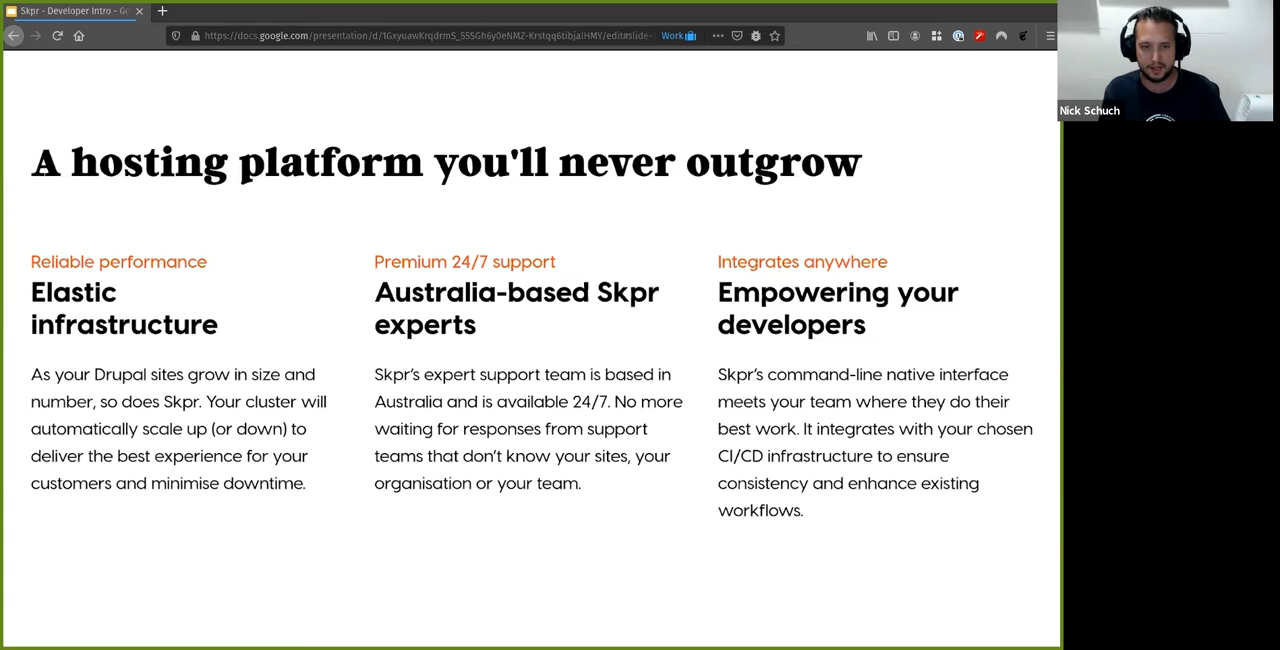 Skpr - Developer Intro - Go
https://docs.google.com/presentation/d/1GxyuawKrqdrmS_55SGh6y0eNMZ-Krstqq6tibjalHMY/edit#slide-
Work
Nick Schuch
A hosting platform you'll never outgrow
Reliable performance
Elastic
infrastructure
As your Drupal sites grow in size and
number, so does Skpr. Your cluster will
automatically scale up (or down) to
deliver the best experience for your
customers and minimise downtime.
Premium 24/7 support
Australia-based Skpr
experts
Skpr’s expert support team is based in
Australia and is available 24/7. No more
waiting for responses from support
teams that don’t know your sites, your
organisation or your team.
Integrates anywhere
Empowering your
developers
Skpr’s command-line native interface
meets your team where they do their
best work. It integrates with your chosen
CI/CD infrastructure to ensure
consistency and enhance existing
workflows.